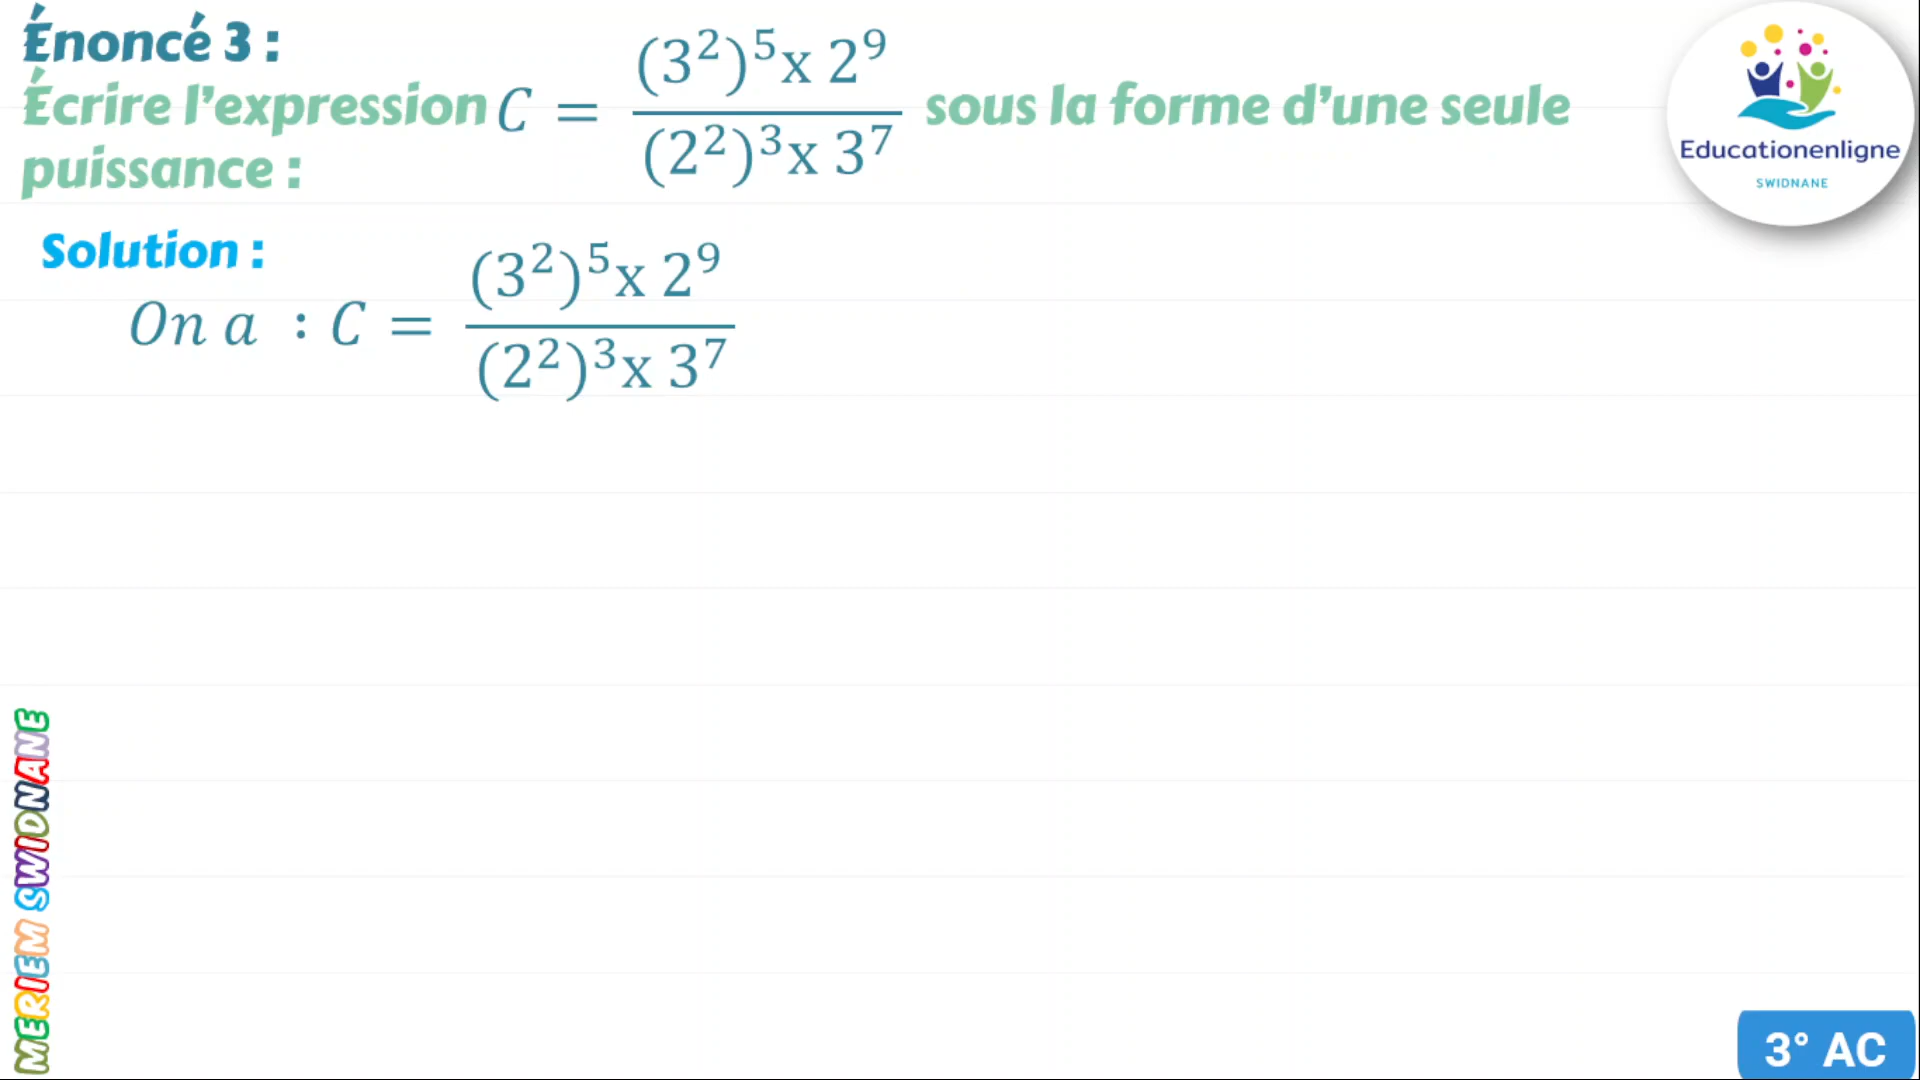 Énoncé 3 :
Écrire l'expression C = (3²)⁵x 2⁹ / (2²)³x 3⁷ sous la forme d'une seule
puissance :
Solution :
On a : C = (3²)⁵x 2⁹ / (2²)³x 3⁷
Educationenligne
SWIDNANE
MERIEM SWIDNANE
3° AC